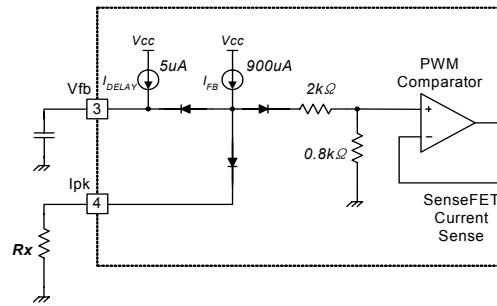 Vcc
Vcc
5uA
900uA
I_DELAY
I_FB
Vfb
3
2kΩ
PWM
Comparator
+
−
0.8kΩ
Ipk
4
SenseFET
Current
Sense
Rx